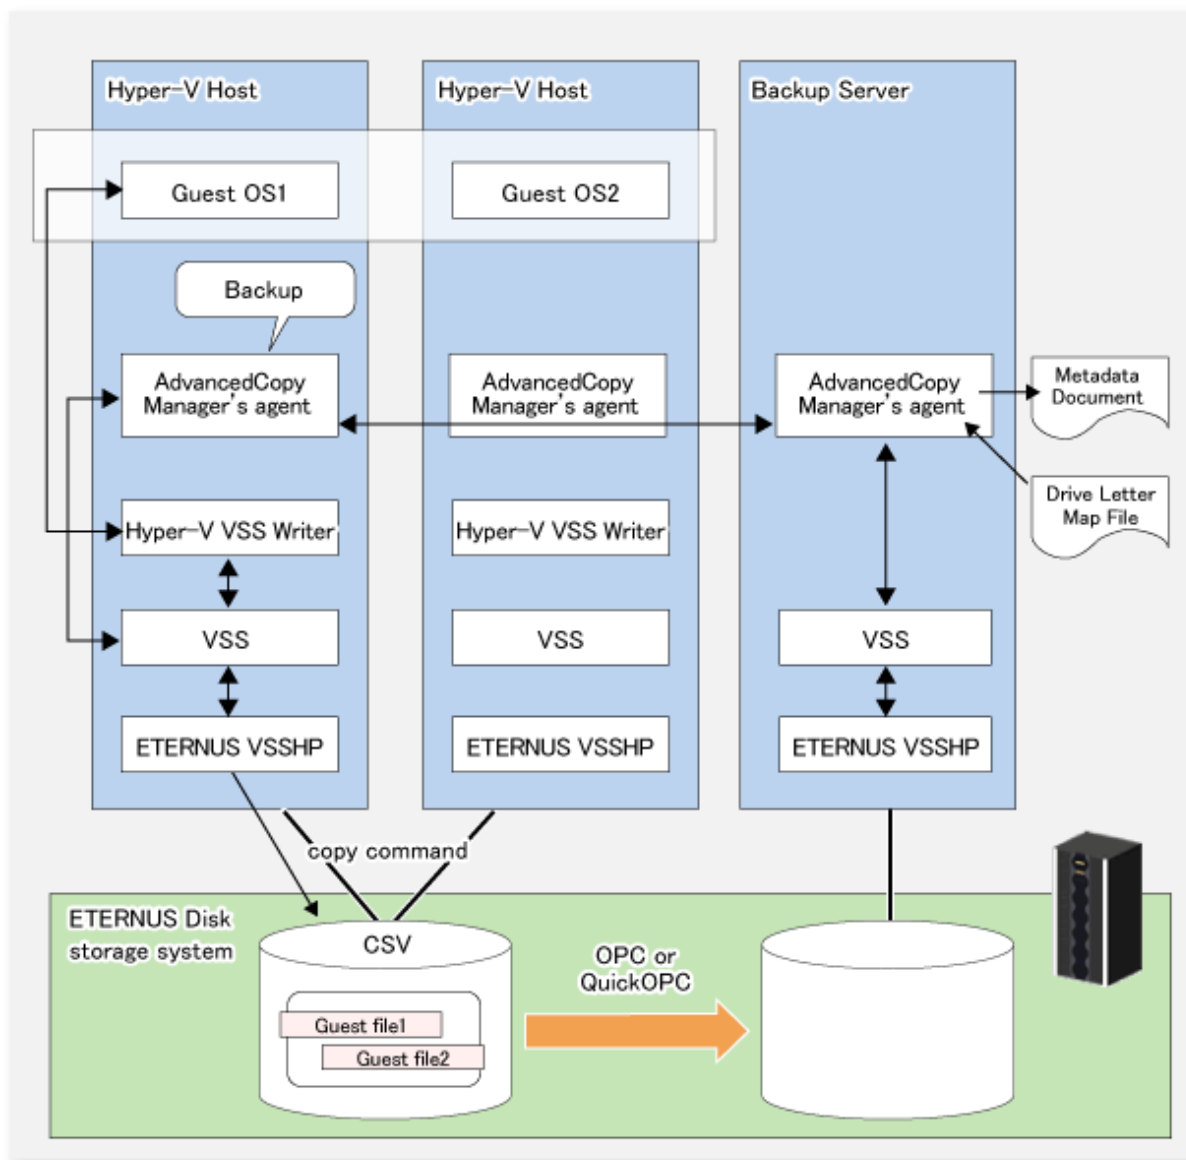 Hyper-V Host
Hyper-V Host
Backup Server
Guest OS1
Guest OS2
Backup
AdvancedCopy
Manager's agent
AdvancedCopy
Manager's agent
AdvancedCopy
Manager's agent
Metadata
Document
Drive Letter
Map File
Hyper-V VSS Writer
Hyper-V VSS Writer
VSS
VSS
VSS
ETERNUS VSSHP
ETERNUS VSSHP
ETERNUS VSSHP
copy command
ETERNUS Disk
storage system
CSV
OPC or
QuickOPC
Guest file1
Guest file2